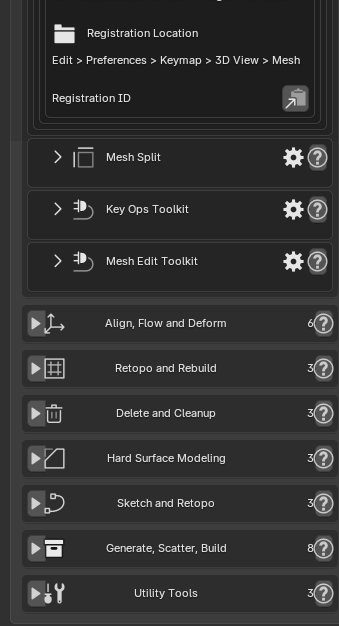 Registration Location
Edit > Preferences > Keymap > 3D View > Mesh
Registration ID
Mesh Split ?
Key Ops Toolkit ?
Mesh Edit Toolkit ?
Align, Flow and Deform 6 ?
Retopo and Rebuild 3 ?
Delete and Cleanup 3 ?
Hard Surface Modeling 3 ?
Sketch and Retopo 3 ?
Generate, Scatter, Build 8 ?
Utility Tools 3 ?